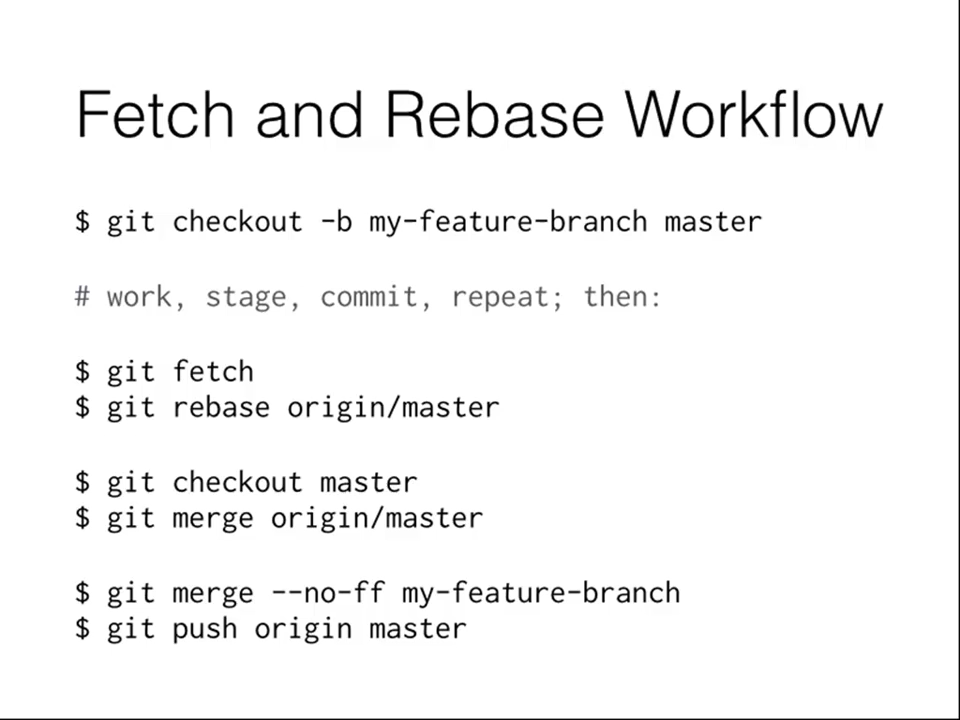 Fetch and Rebase Workflow
$ git checkout -b my-feature-branch master
# work, stage, commit, repeat; then:
$ git fetch
$ git rebase origin/master
$ git checkout master
$ git merge origin/master
$ git merge --no-ff my-feature-branch
$ git push origin master